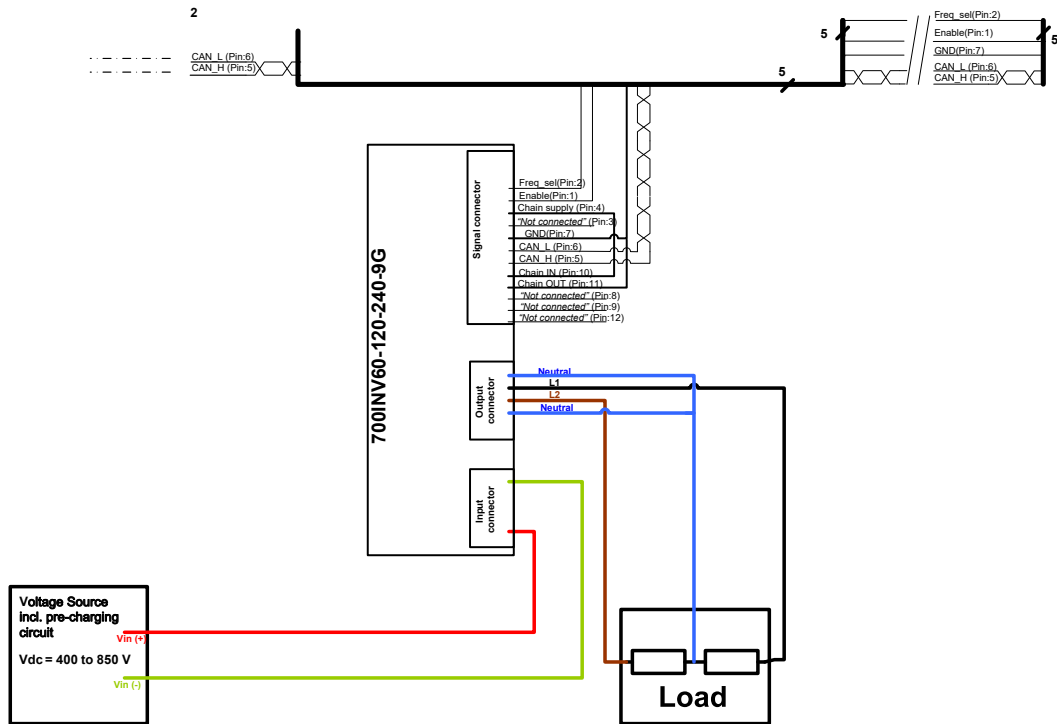 2
CAN_L (Pin:6)
CAN_H (Pin:5)
5
5
5
Freq_sel(Pin:2)
Enable(Pin:1)
GND(Pin:7)
CAN_L (Pin:6)
CAN_H (Pin:5)
700INV60-120-240-9G
Signal connector
Freq_sel(Pin:2)
Enable(Pin:1)
Chain supply (Pin:4)
"Not connected" (Pin:3)
GND(Pin:7)
CAN_L (Pin:6)
CAN_H (Pin:5)
Chain IN (Pin:10)
Chain OUT (Pin:11)
"Not connected" (Pin:8)
"Not connected" (Pin:9)
"Not connected" (Pin:12)
Output
connector
Neutral
L1
L2
Neutral
Input
connector
Voltage Source
incl. pre-charging
circuit
Vin (+)
Vdc = 400 to 850 V
Vin (-)
Load